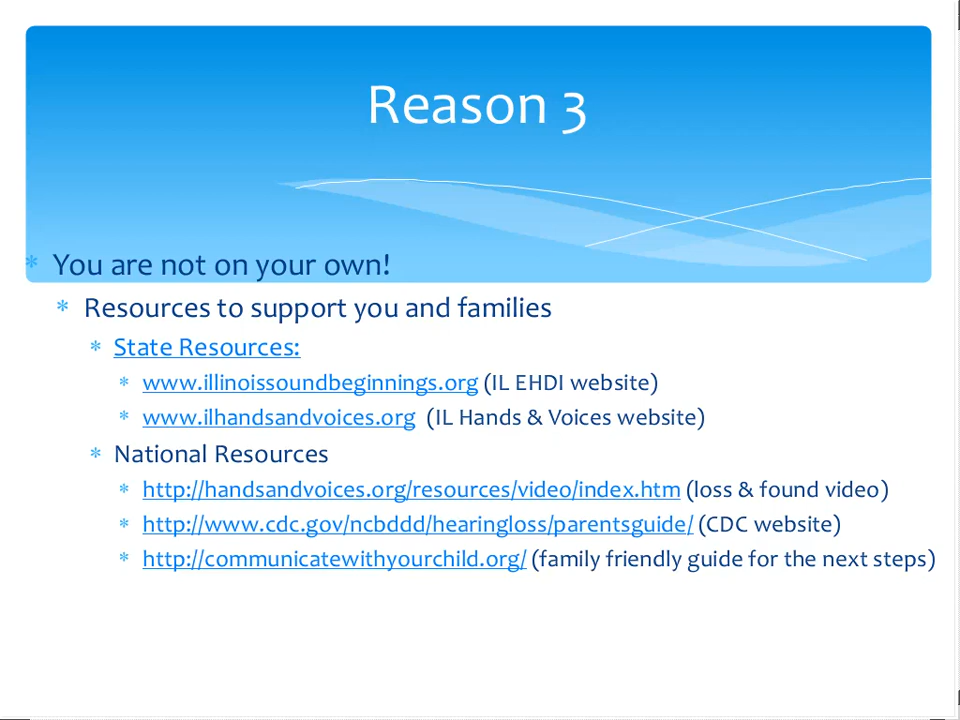 Reason 3
You are not on your own!
Resources to support you and families
State Resources:
www.illinoissoundbeginnings.org (IL EHDI website)
www.ilhandsandvoices.org (IL Hands & Voices website)
National Resources
http://handsandvoices.org/resources/video/index.htm (loss & found video)
http://www.cdc.gov/ncbddd/hearingloss/parentsguide/ (CDC website)
http://communicatewithyourchild.org/ (family friendly guide for the next steps)